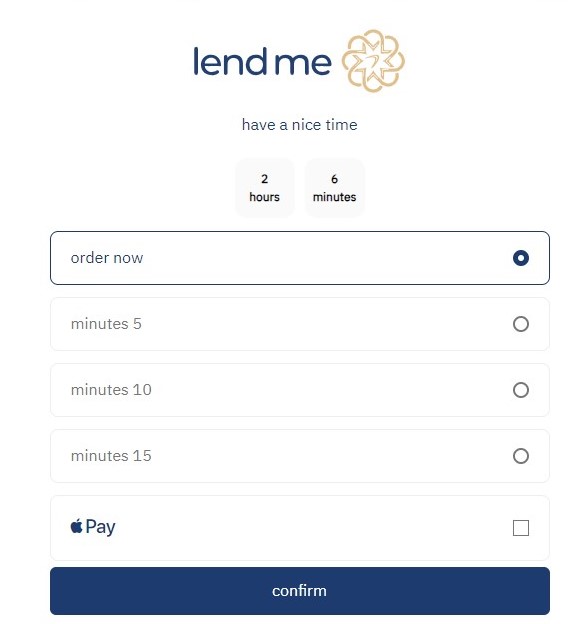 lend me
have a nice time
2
hours
6
minutes
order now
minutes 5
minutes 10
minutes 15
Pay
confirm